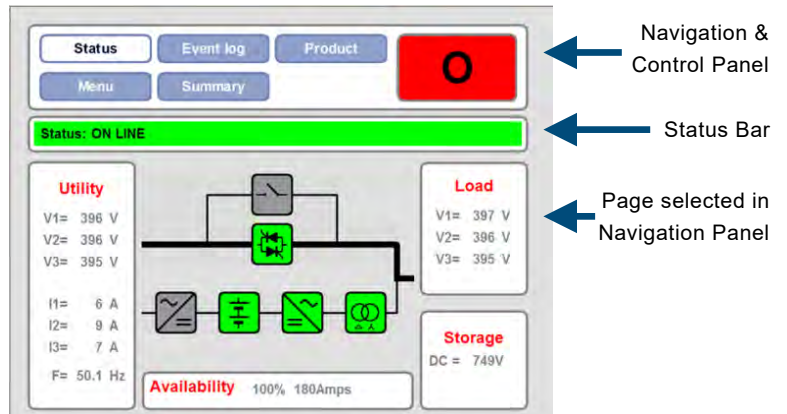 Status
Event log
Product
Menu
Summary
O
Navigation &
Control Panel
Status: ON LINE
Status Bar
Utility
V1= 396 V
V2= 396 V
V3= 395 V
I1= 6 A
I2= 9 A
I3= 7 A
F= 50.1 Hz
Load
V1= 397 V
V2= 396 V
V3= 395 V
Page selected in
Navigation Panel
Storage
DC = 749V
Availability 100% 180Amps